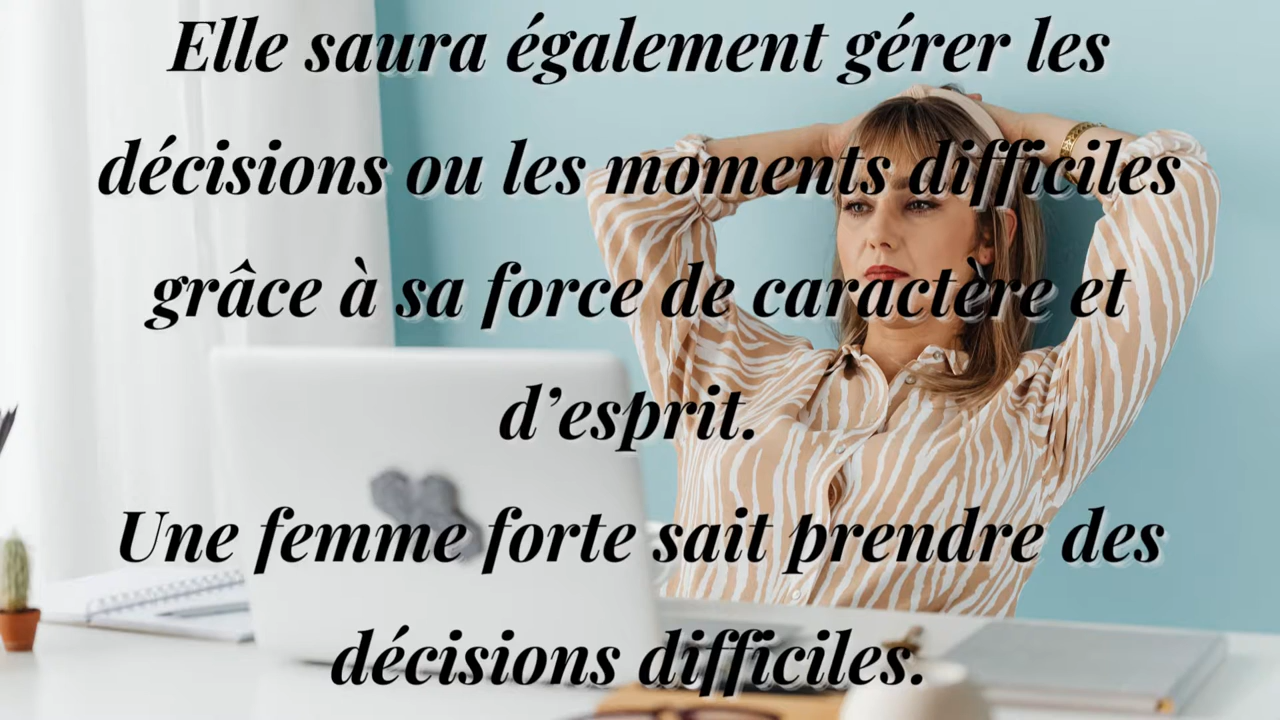 Elle saura également gérer les
décisions ou les moments difficiles
grâce à sa force de caractère et
d’esprit.
Une femme forte sait prendre des
décisions difficiles.